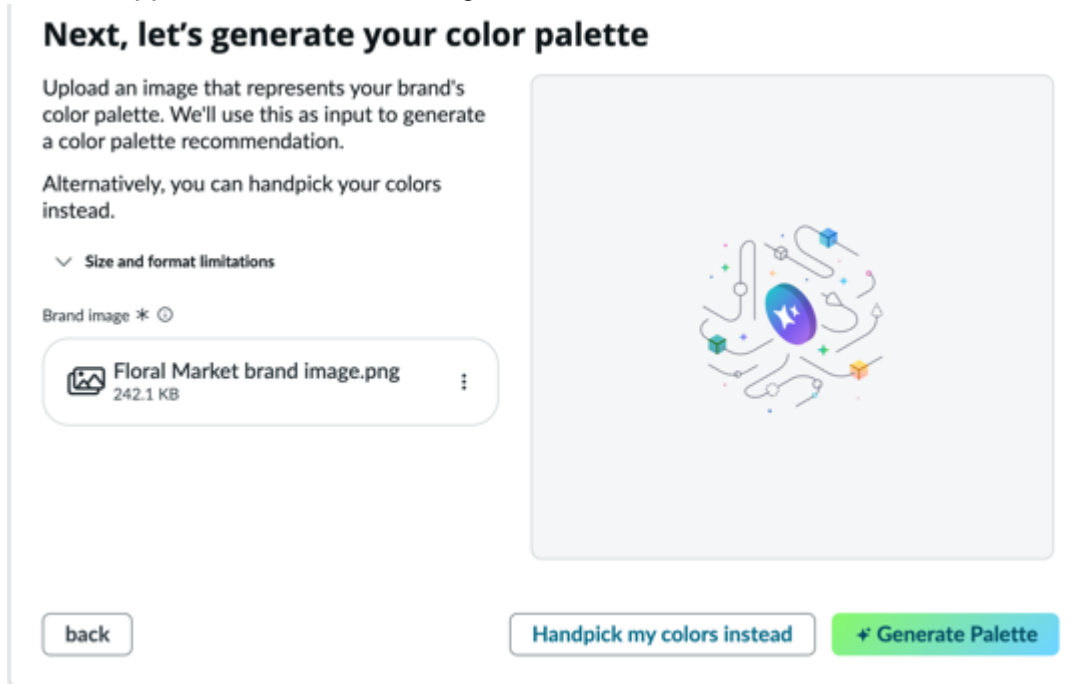 Next, let's generate your color palette
Upload an image that represents your brand's
color palette. We'll use this as input to generate
a color palette recommendation.
Alternatively, you can handpick your colors
instead.
Size and format limitations
Brand image *
Floral Market brand image.png
242.1 KB
back
Handpick my colors instead
Generate Palette